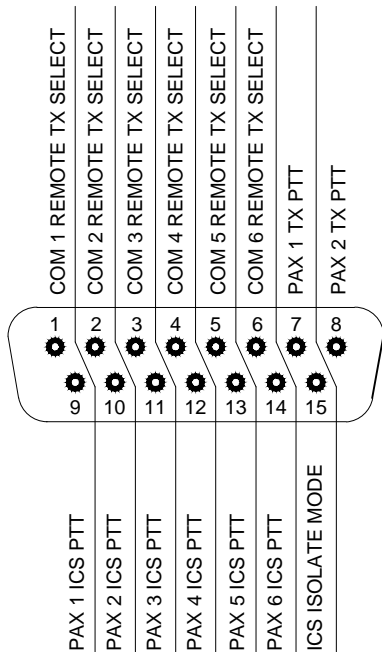 COM 1 REMOTE TX SELECT
COM 2 REMOTE TX SELECT
COM 3 REMOTE TX SELECT
COM 4 REMOTE TX SELECT
COM 5 REMOTE TX SELECT
COM 6 REMOTE TX SELECT
PAX 1 TX PTT
PAX 2 TX PTT
1 2 3 4 5 6 7 8
9 10 11 12 13 14 15
PAX 1 ICS PTT
PAX 2 ICS PTT
PAX 3 ICS PTT
PAX 4 ICS PTT
PAX 5 ICS PTT
PAX 6 ICS PTT
ICS ISOLATE MODE